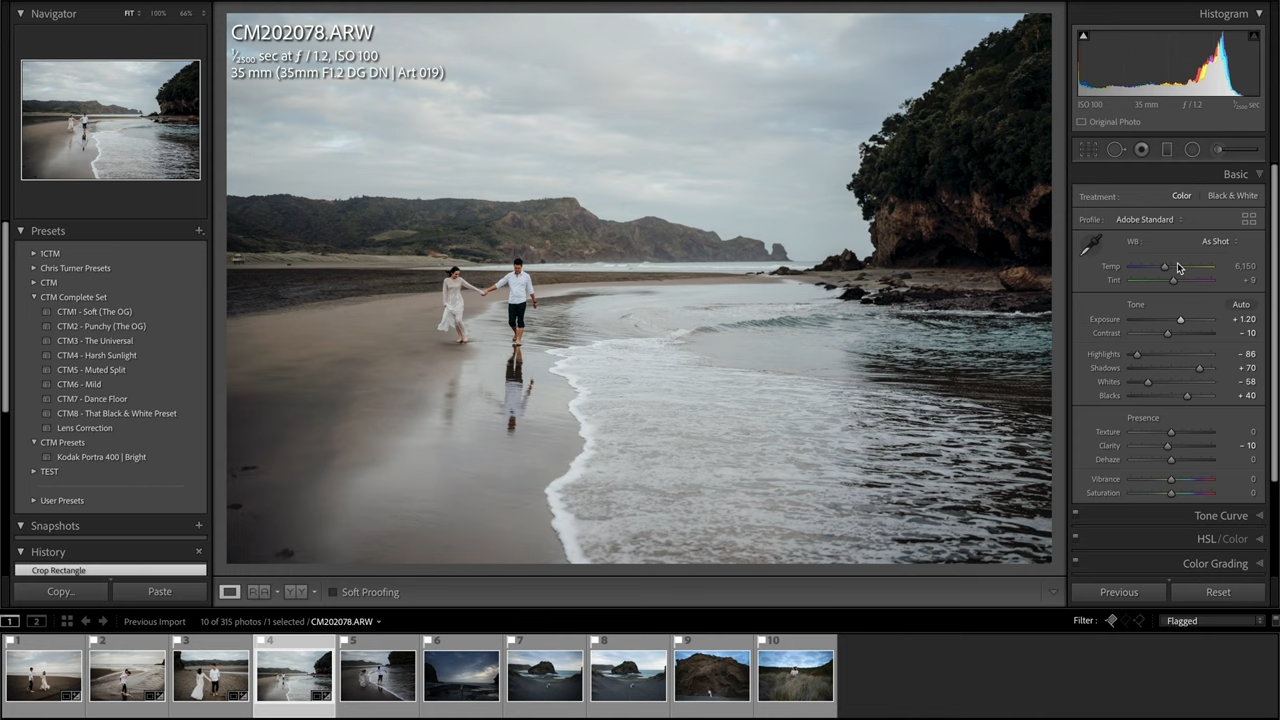 Navigator
FIT
100%
66%
Presets
+
1CTM
Chris Turner Presets
CTM
CTM Complete Set
CTM1 - Soft (The OG)
CTM2 - Punchy (The OG)
CTM3 - The Universal
CTM4 - Harsh Sunlight
CTM5 - Muted Split
CTM6 - Mild
CTM7 - Dance Floor
CTM8 - That Black & White Preset
Lens Correction
CTM Presets
Kodak Portra 400 | Bright
TEST
User Presets
Snapshots +
History ×
Crop Rectangle
Copy...
Paste
CM202078.ARW
1/2500 sec at ƒ / 1.2, ISO 100
35 mm (35mm F1.2 DG DN | Art 019)
Soft Proofing
Histogram
ISO 100 35 mm ƒ / 1.2 1/2500 sec
Original Photo
Basic
Treatment : Color Black & White
Profile : Adobe Standard
WB : As Shot
Temp 6,150
Tint + 9
Tone Auto
Exposure + 1.20
Contrast - 10
Highlights - 86
Shadows + 70
Whites - 58
Blacks + 40
Presence
Texture 0
Clarity - 10
Dehaze 0
Vibrance 0
Saturation 0
Tone Curve
HSL / Color
Color Grading
Previous
Reset
1 2 Previous Import 10 of 315 photos / 1 selected / CM202078.ARW
Filter : Flagged
1 2 3 4 5 6 7 8 9 10